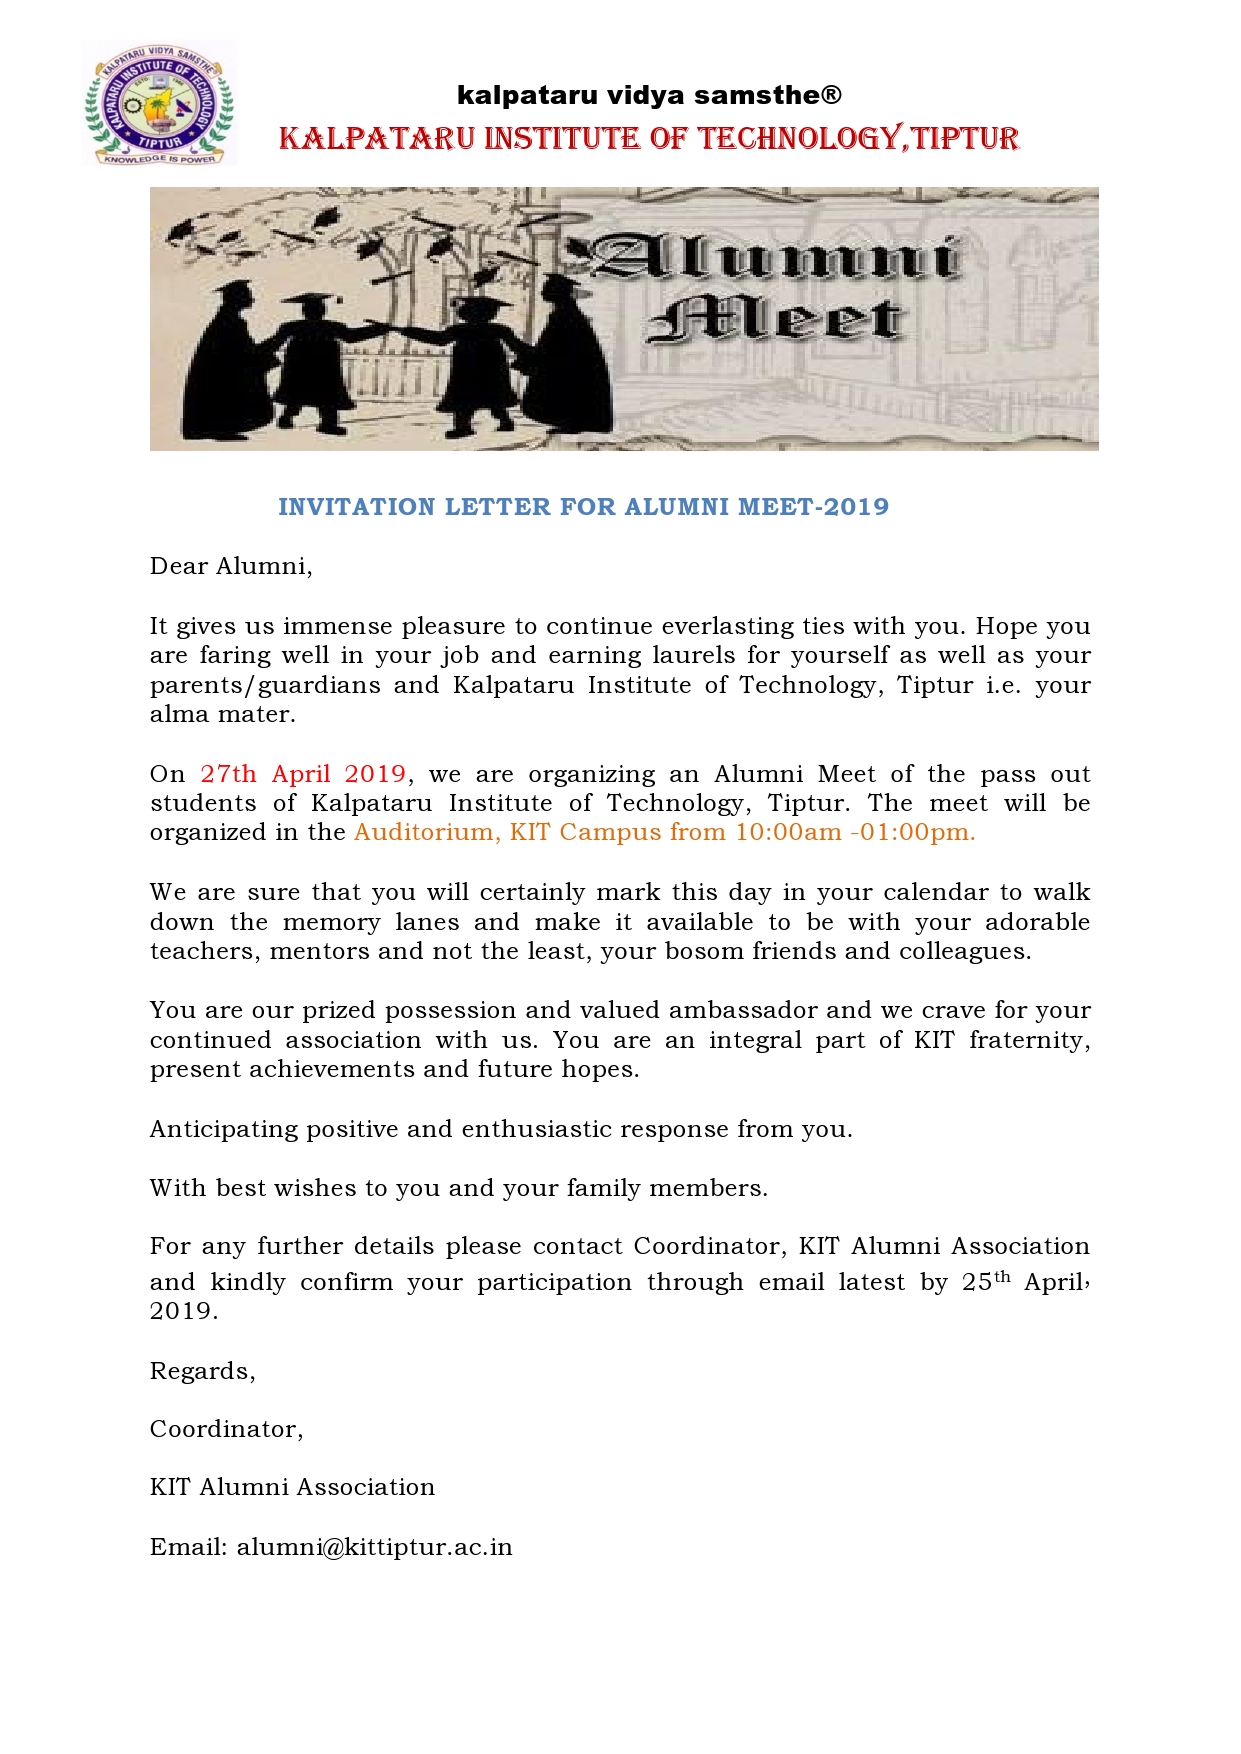 KALPATARU VIDYA SAMSTHE®
KALPATARU INSTITUTE OF TECHNOLOGY
TIPTUR
KNOWLEDGE IS POWER
kalpataru vidya samsthe®
KALPATARU INSTITUTE OF TECHNOLOGY,TIPTUR
Alumni
Meet
INVITATION LETTER FOR ALUMNI MEET-2019
Dear Alumni,
It gives us immense pleasure to continue everlasting ties with you. Hope you
are faring well in your job and earning laurels for yourself as well as your
parents/guardians and Kalpataru Institute of Technology, Tiptur i.e. your
alma mater.
On 27th April 2019, we are organizing an Alumni Meet of the pass out
students of Kalpataru Institute of Technology, Tiptur. The meet will be
organized in the Auditorium, KIT Campus from 10:00am -01:00pm.
We are sure that you will certainly mark this day in your calendar to walk
down the memory lanes and make it available to be with your adorable
teachers, mentors and not the least, your bosom friends and colleagues.
You are our prized possession and valued ambassador and we crave for your
continued association with us. You are an integral part of KIT fraternity,
present achievements and future hopes.
Anticipating positive and enthusiastic response from you.
With best wishes to you and your family members.
For any further details please contact Coordinator, KIT Alumni Association
and kindly confirm your participation through email latest by 25th April,
2019.
Regards,
Coordinator,
KIT Alumni Association
Email: alumni@kittiptur.ac.in